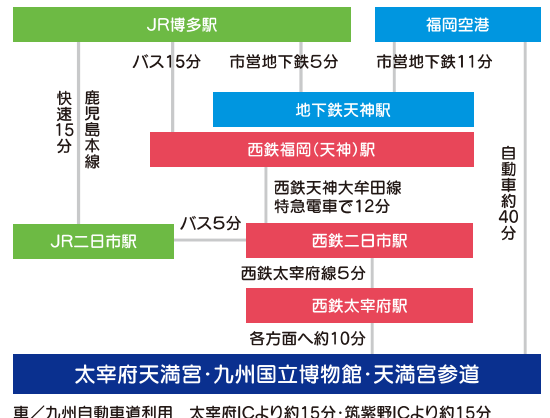 JR博多駅
福岡空港
バス15分
市営地下鉄5分
市営地下鉄11分
地下鉄天神駅
快速15分
鹿児島本線
西鉄福岡(天神)駅
自動車約40分
西鉄天神大牟田線
特急電車で12分
バス5分
JR二日市駅
西鉄二日市駅
西鉄太宰府線5分
西鉄太宰府駅
各方面へ約10分
太宰府天満宮・九州国立博物館・天満宮参道
車／九州自動車道利用　太宰府ICより約15分・筑紫野ICより約15分